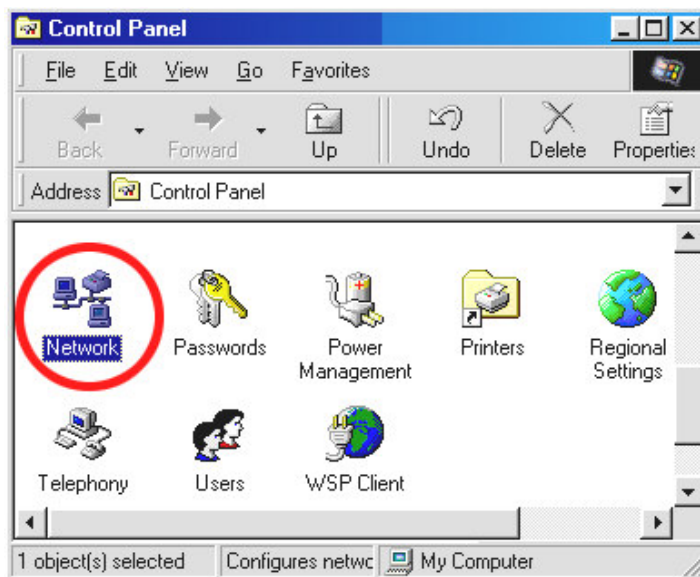 Control Panel
File Edit View Go Favorites
Back Forward Up Undo Delete Properties
Address Control Panel
Network Passwords Power Management Printers Regional Settings
Telephony Users WSP Client
1 object(s) selected Configures netwc My Computer